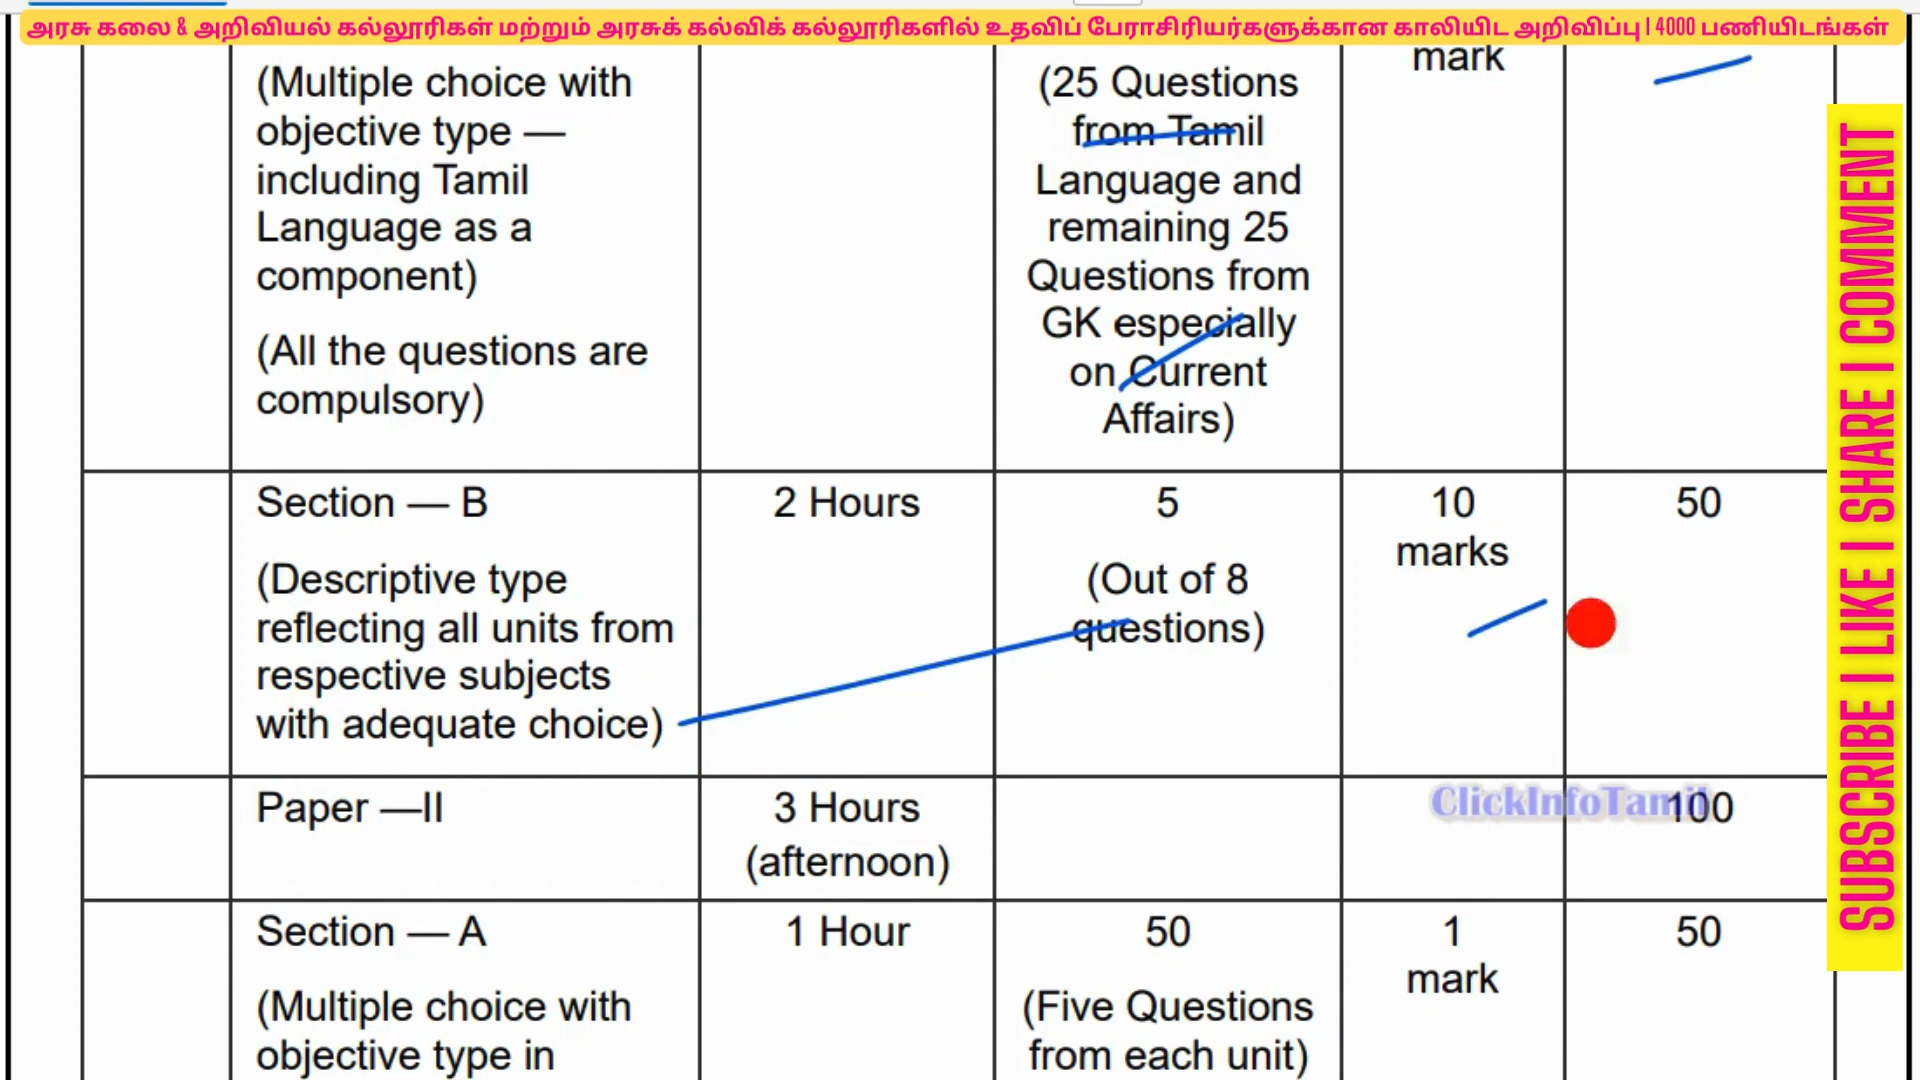 அரசு கலை & அறிவியல் கல்லூரிகள் மற்றும் அரசுக் கல்விக் கல்லூரிகளில் உதவிப் பேராசிரியர்களுக்கான காலியிட அறிவிப்பு I 4000 பணியிடங்கள்
(Multiple choice with
objective type —
including Tamil
Language as a
component)
(All the questions are
compulsory)
(25 Questions
from Tamil
Language and
remaining 25
Questions from
GK especially
on Current
Affairs)
mark
Section — B
(Descriptive type
reflecting all units from
respective subjects
with adequate choice)
2 Hours
5
(Out of 8
questions)
10
marks
50
Paper —II
3 Hours
(afternoon)
100
ClickInfoTamil
Section — A
(Multiple choice with
objective type in
1 Hour
50
(Five Questions
from each unit)
1
mark
50
SUBSCRIBE I LIKE I SHARE I COMMENT